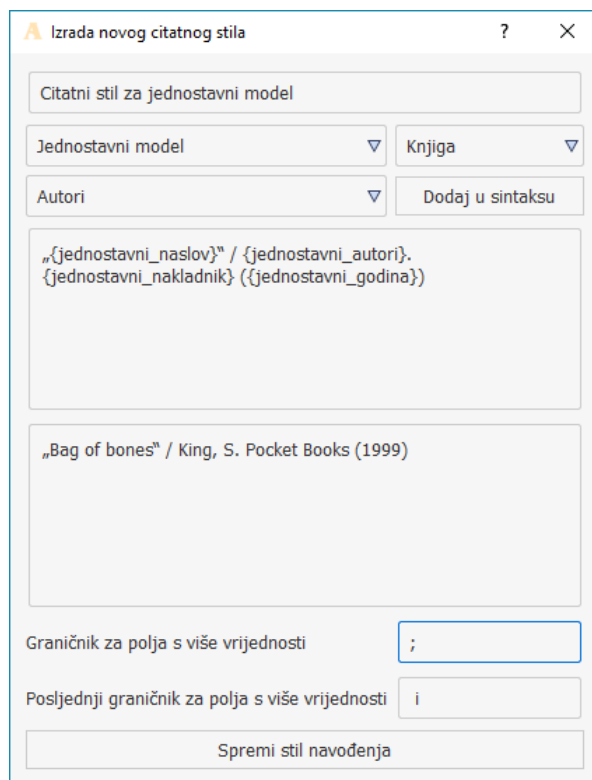 A Izrada novog citatnog stila ?
Citatni stil za jednostavni model
Jednostavni model Knjiga
Autori Dodaj u sintaksu
„{jednostavni_naslov}‟ / {jednostavni_autori}.
{jednostavni_nakladnik} ({jednostavni_godina})
„Bag of bones‟ / King, S. Pocket Books (1999)
Graničnik za polja s više vrijednosti ;
Posljednji graničnik za polja s više vrijednosti i
Spremi stil navođenja